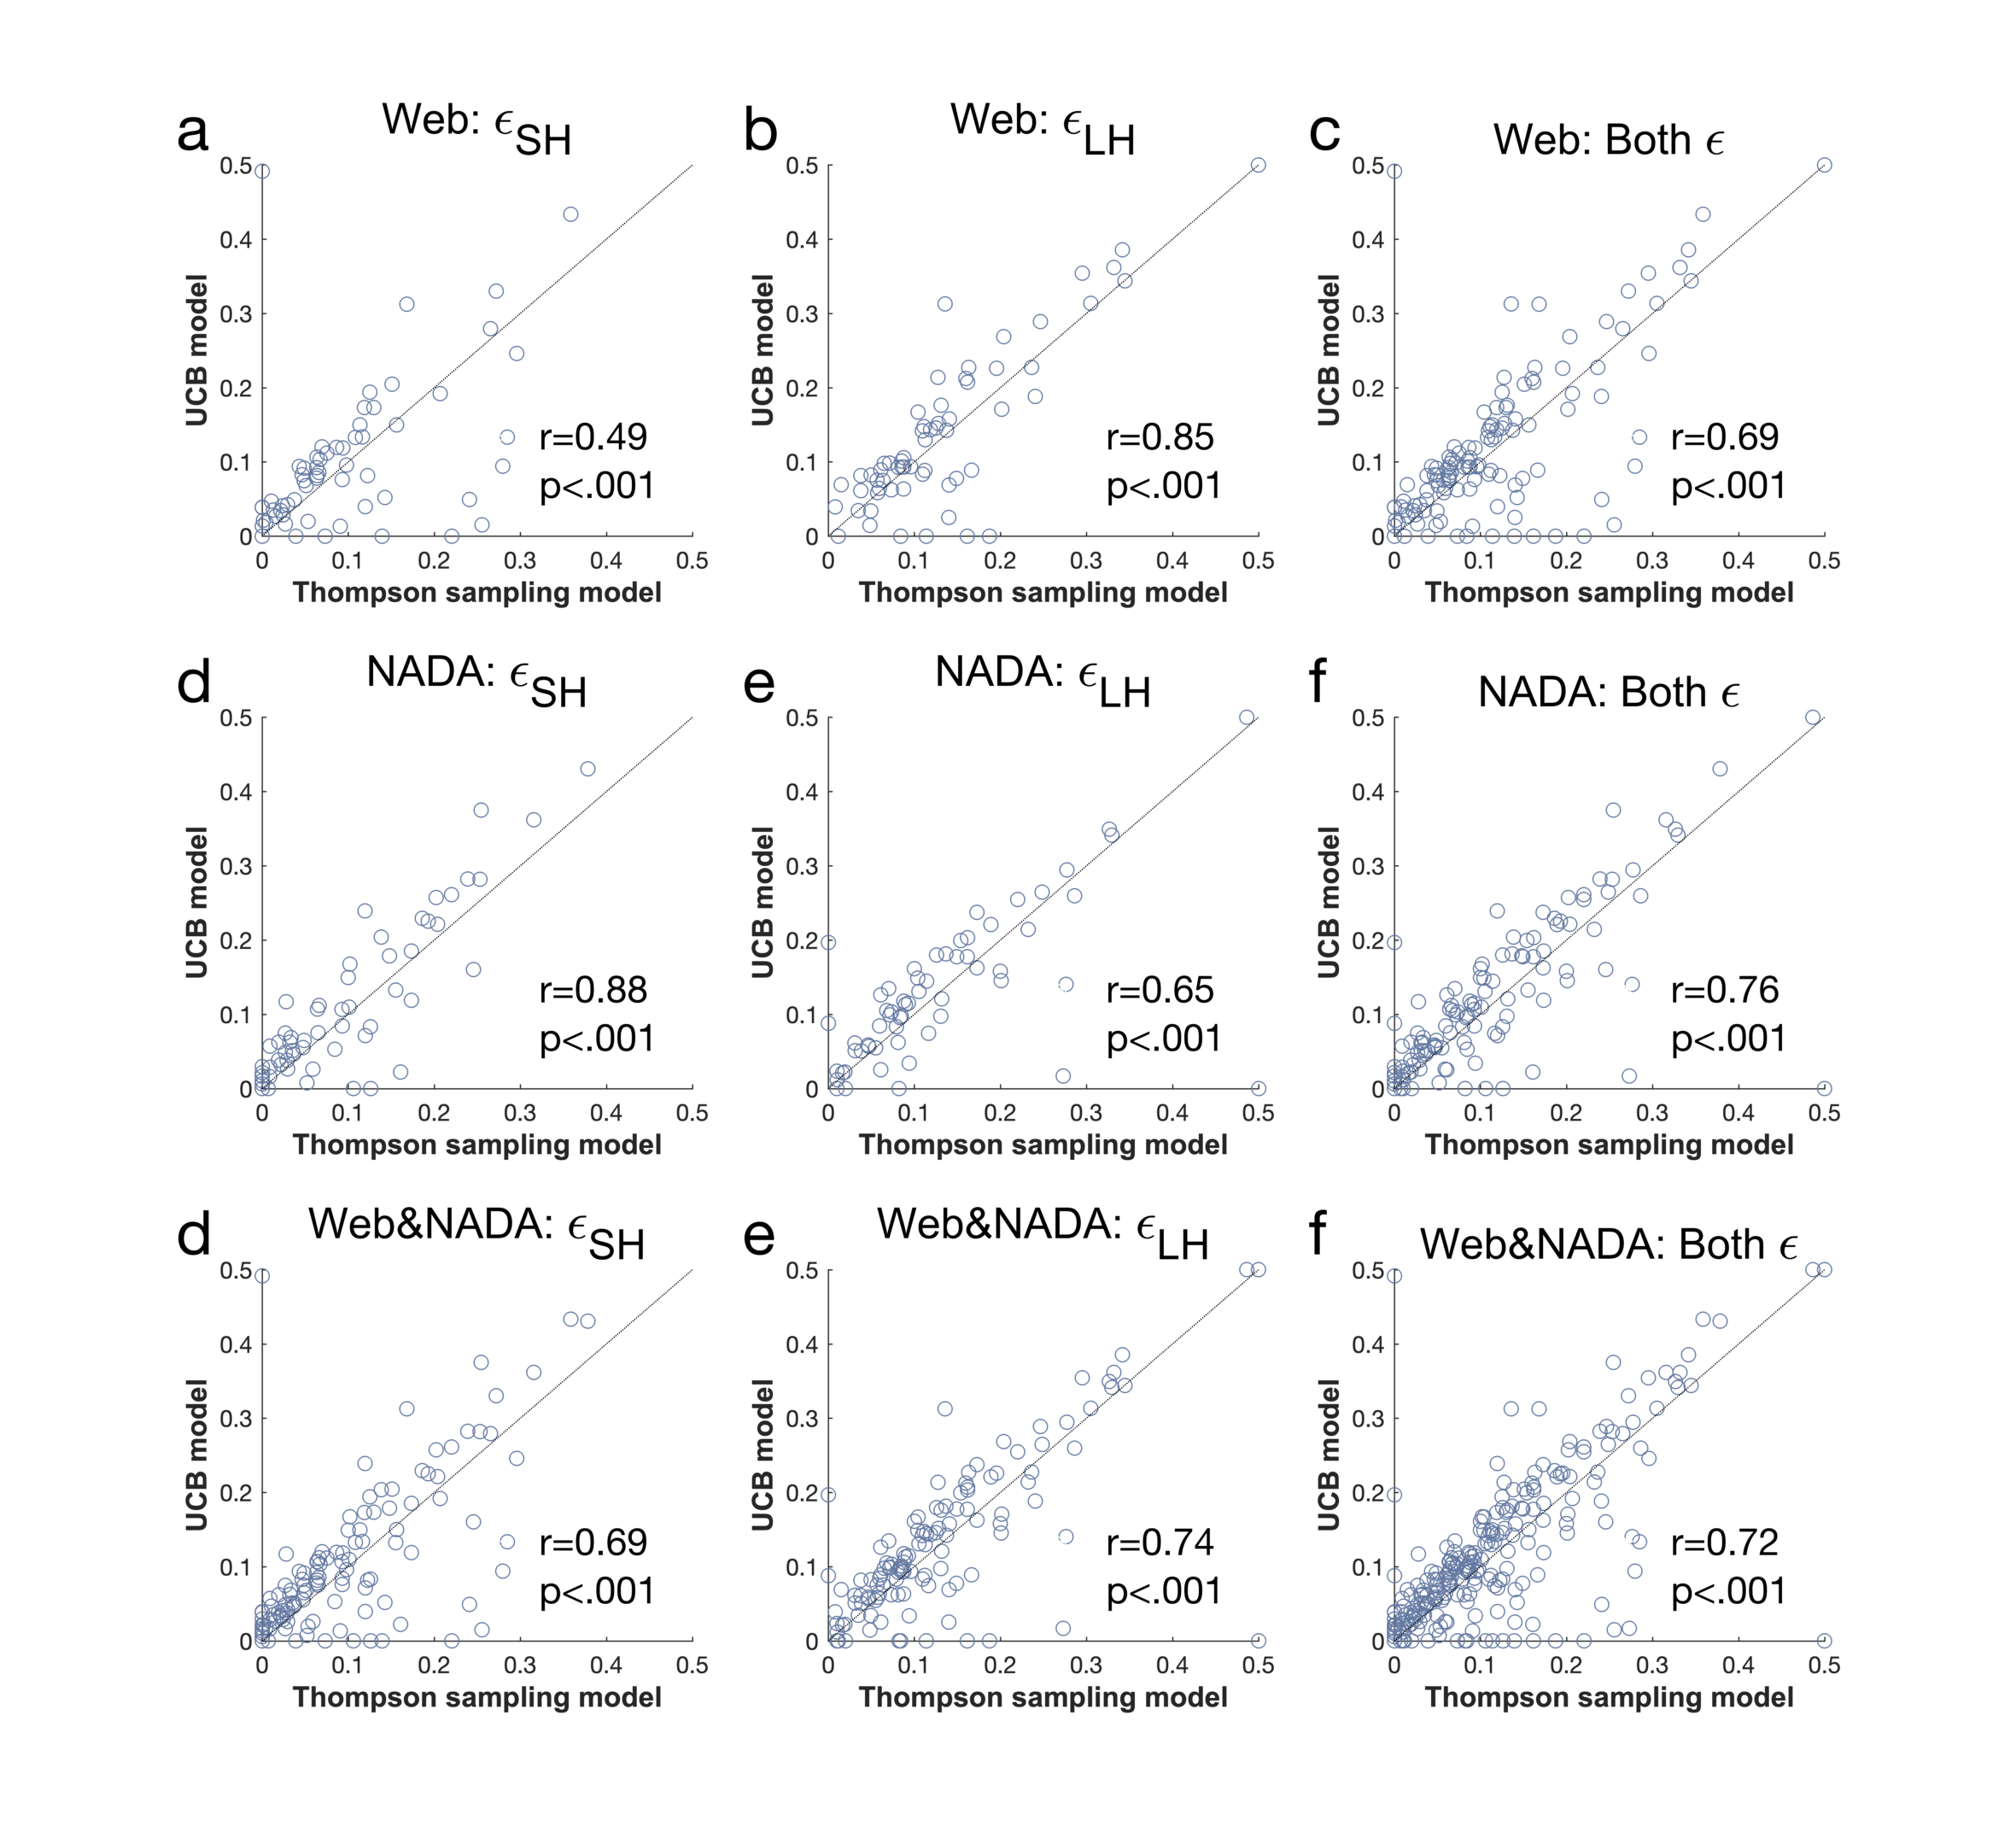 a Web: ϵSH
0.5
0.4
0.3
0.2
0.1
0
UCB model
r=0.49
p<.001
0 0.1 0.2 0.3 0.4 0.5
Thompson sampling model
b Web: ϵLH
0.5
0.4
0.3
0.2
0.1
0
UCB model
r=0.85
p<.001
0 0.1 0.2 0.3 0.4 0.5
Thompson sampling model
c Web: Both ϵ
0.5
0.4
0.3
0.2
0.1
0
UCB model
r=0.69
p<.001
0 0.1 0.2 0.3 0.4 0.5
Thompson sampling model
d NADA: ϵSH
0.5
0.4
0.3
0.2
0.1
0
UCB model
r=0.88
p<.001
0 0.1 0.2 0.3 0.4 0.5
Thompson sampling model
e NADA: ϵLH
0.5
0.4
0.3
0.2
0.1
0
UCB model
r=0.65
p<.001
0 0.1 0.2 0.3 0.4 0.5
Thompson sampling model
f NADA: Both ϵ
0.5
0.4
0.3
0.2
0.1
0
UCB model
r=0.76
p<.001
0 0.1 0.2 0.3 0.4 0.5
Thompson sampling model
d Web&NADA: ϵSH
0.5
0.4
0.3
0.2
0.1
0
UCB model
r=0.69
p<.001
0 0.1 0.2 0.3 0.4 0.5
Thompson sampling model
e Web&NADA: ϵLH
0.5
0.4
0.3
0.2
0.1
0
UCB model
r=0.74
p<.001
0 0.1 0.2 0.3 0.4 0.5
Thompson sampling model
f Web&NADA: Both ϵ
0.5
0.4
0.3
0.2
0.1
0
UCB model
r=0.72
p<.001
0 0.1 0.2 0.3 0.4 0.5
Thompson sampling model